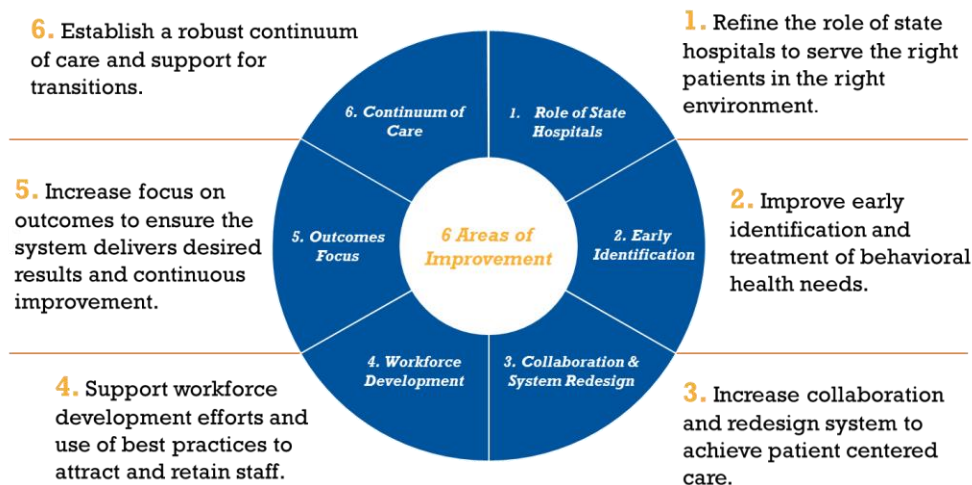 6. Establish a robust continuum
of care and support for
transitions.
1. Refine the role of state
hospitals to serve the right
patients in the right
environment.
6. Continuum of
Care
1. Role of State
Hospitals
5. Increase focus on
outcomes to ensure the
system delivers desired
results and continuous
improvement.
5. Outcomes
Focus
6 Areas of
Improvement
2. Early
Identification
2. Improve early
identification and
treatment of behavioral
health needs.
4. Workforce
Development
3. Collaboration &
System Redesign
4. Support workforce
development efforts and
use of best practices to
attract and retain staff.
3. Increase collaboration
and redesign system to
achieve patient centered
care.